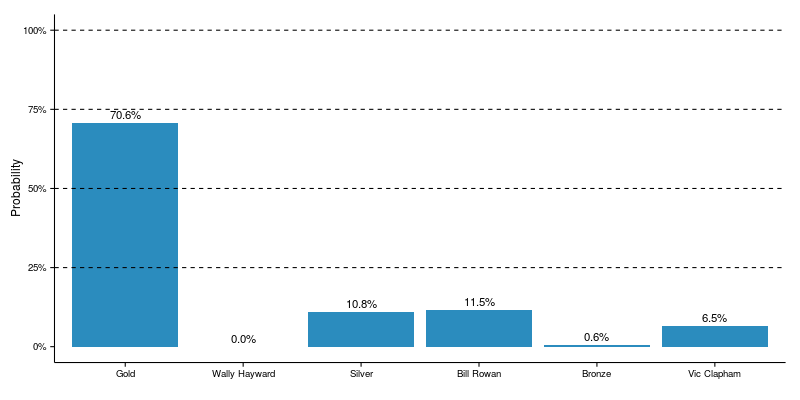 100%
75%
70.6%
50%
Probability
25%
10.8%
11.5%
6.5%
0.0%
0.6%
0%
Gold
Wally Hayward
Silver
Bill Rowan
Bronze
Vic Clapham